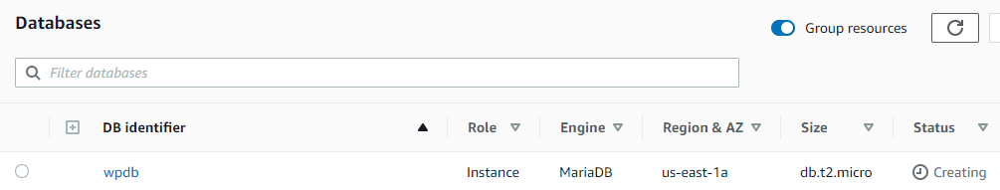 Databases
Group resources
Filter databases
DB identifier Role Engine Region & AZ Size Status
wpdb Instance MariaDB us-east-1a db.t2.micro Creating